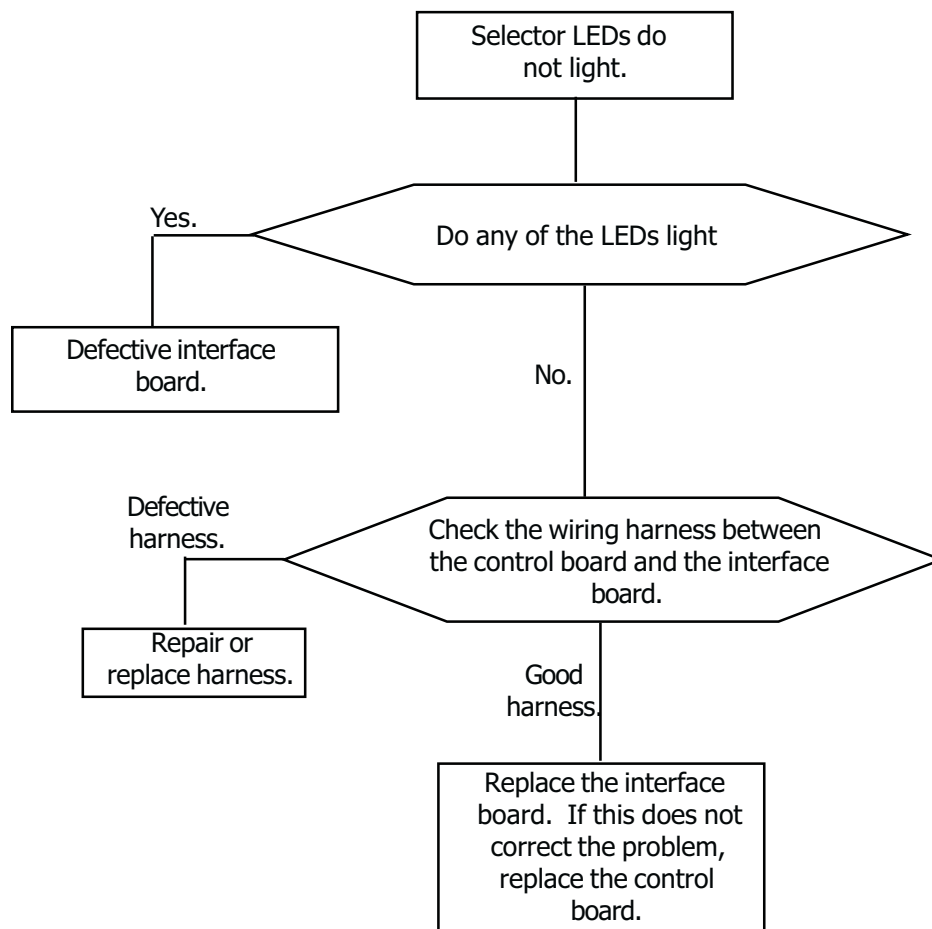 Selector LEDs do
not light.
Yes.
Do any of the LEDs light
Defective interface
board.
No.
Defective
harness.
Check the wiring harness between
the control board and the interface
board.
Repair or
replace harness.
Good
harness.
Replace the interface
board.  If this does not
correct the problem,
replace the control
board.